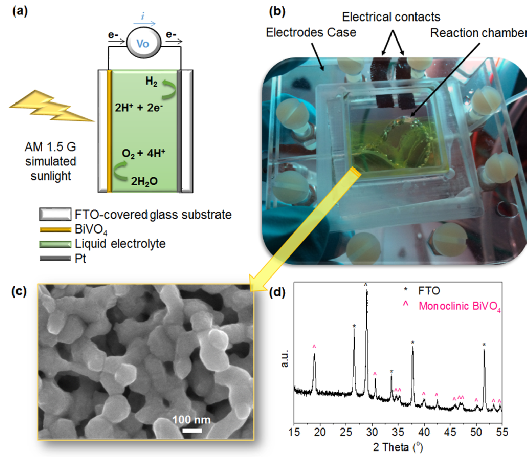 (a)
i
e-
Vo
e-
H₂
2H⁺ + 2e⁻
O₂ + 4H⁺
2H₂O
AM 1.5 G
simulated
sunlight
FTO-covered glass substrate
BiVO₄
Liquid electrolyte
Pt
(b)
Electrical contacts
Electrodes Case
Reaction chamber
(c)
100 nm
(d)
* FTO
^ Monoclinic BiVO₄
a.u.
15 20 25 30 35 40 45 50 55
2 Theta (°)